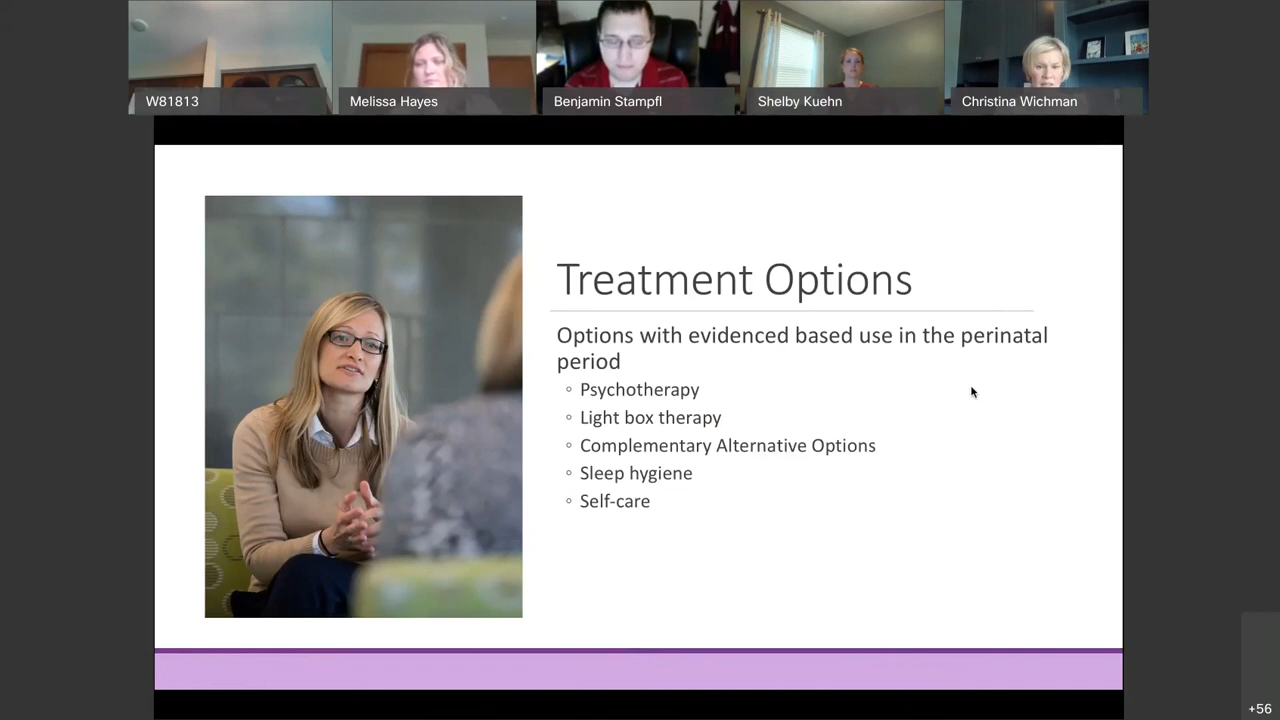 W81813
Melissa Hayes
Benjamin Stampfl
Shelby Kuehn
Christina Wichman
Treatment Options
Options with evidenced based use in the perinatal
period
◦ Psychotherapy
◦ Light box therapy
◦ Complementary Alternative Options
◦ Sleep hygiene
◦ Self-care
+56